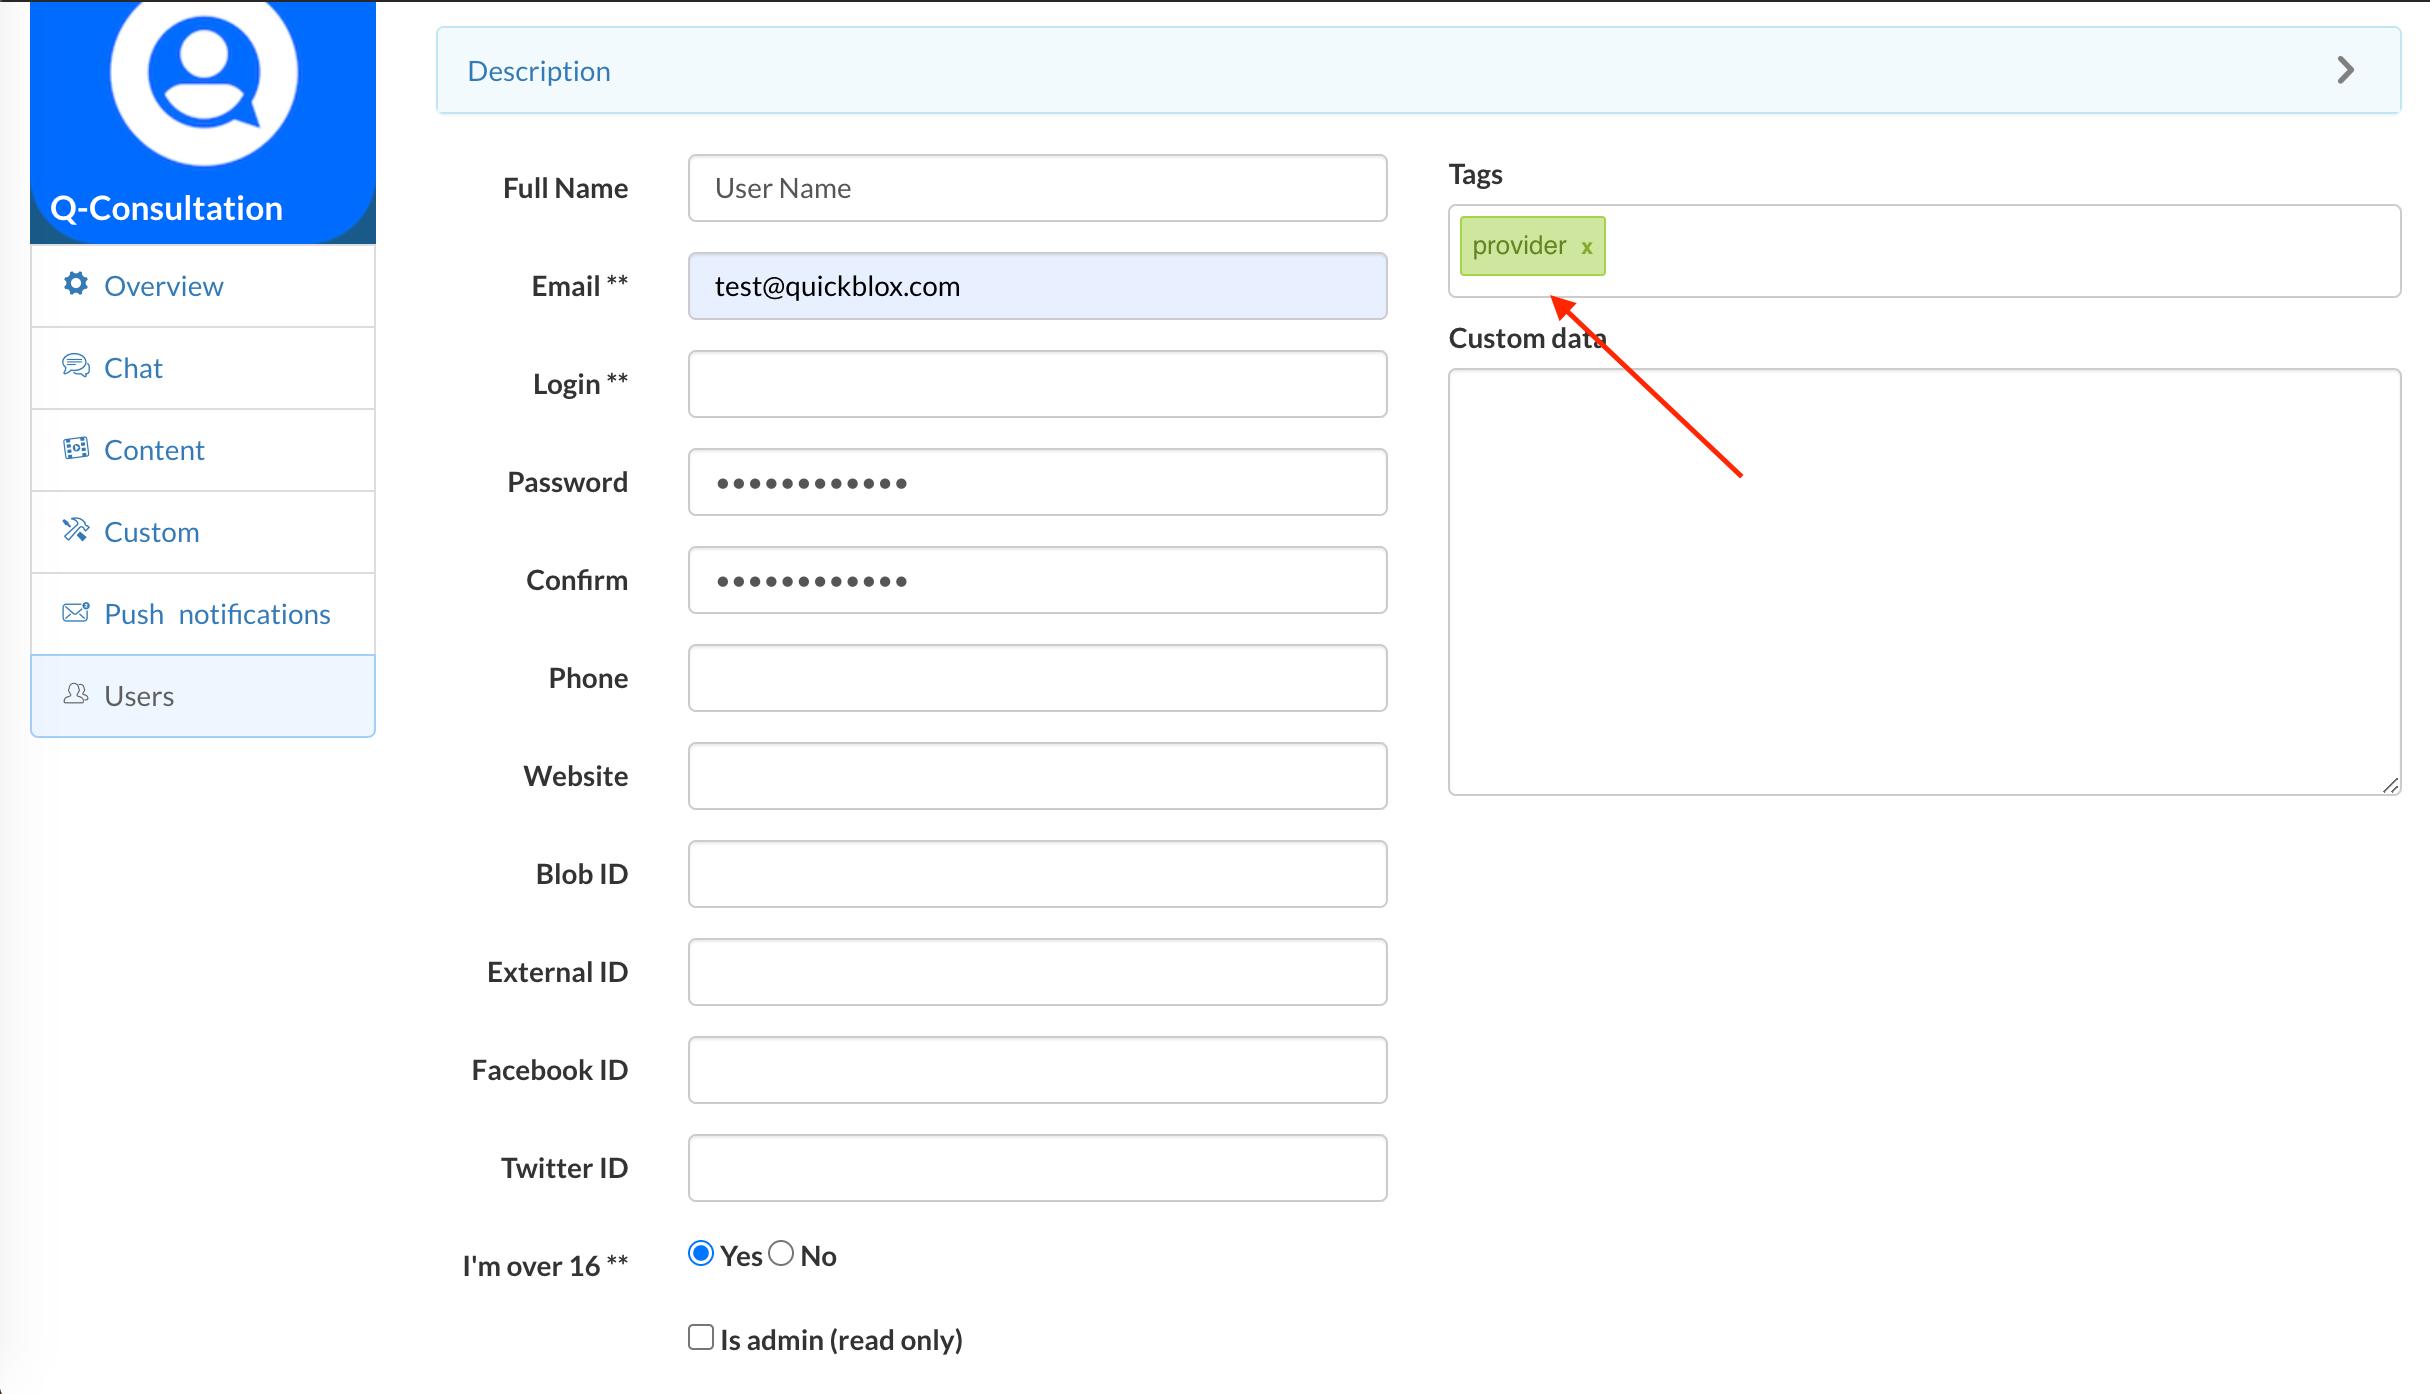 Q-Consultation
Overview
Chat
Content
Custom
Push notifications
Users
Description
Full Name
User Name
Email **
test@quickblox.com
Login **
Password
••••••••••••
Confirm
••••••••••••
Phone
Website
Blob ID
External ID
Facebook ID
Twitter ID
I'm over 16 **
Yes No
Is admin (read only)
Tags
provider x
Custom data